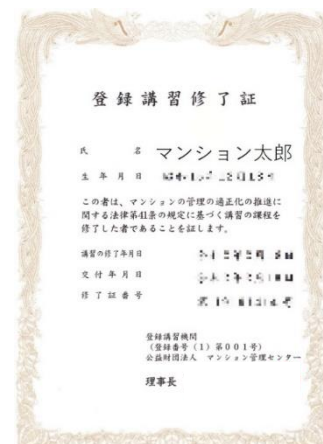 登録講習修了証
氏 名 マンション太郎
生年月日
この者は、マンションの管理の適正化の推進に
関する法律第41条の規定に基づく講習の課程を
修了した者であることを証します。
講習の修了年月日
交付年月日
修了証番号
登録講習機関
(登録番号(1)第001号)
公益財団法人 マンション管理センター
理事長